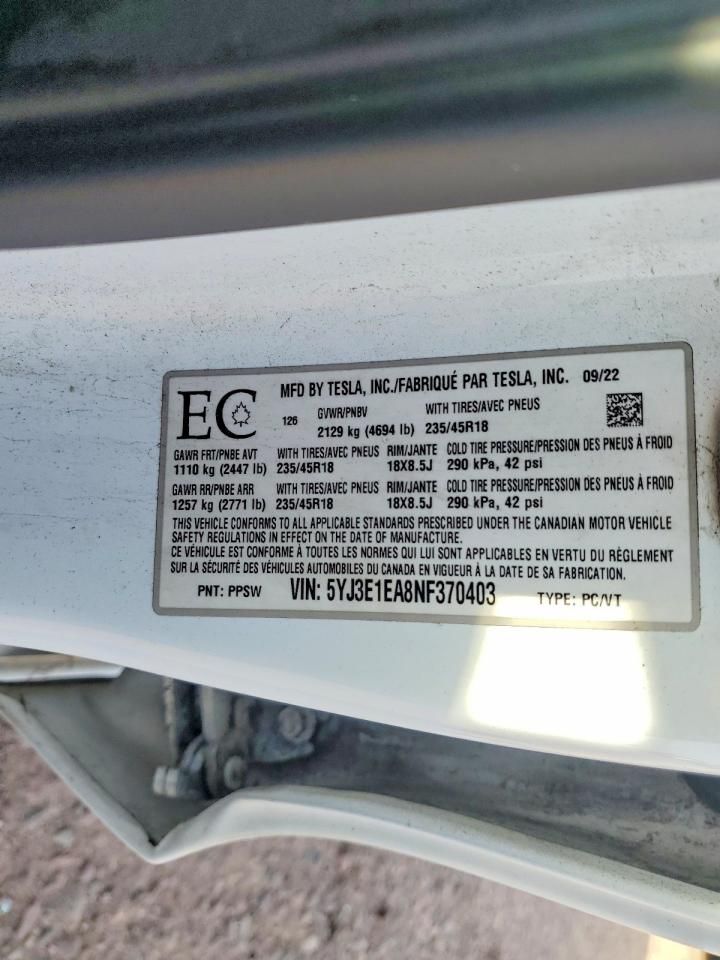 EC MFD BY TESLA, INC./FABRIQUÉ PAR TESLA, INC. 09/22
126 GVWR/PNBV WITH TIRES/AVEC PNEUS
2129 kg (4694 lb) 235/45R18
GAWR FRT/PNBE AVT WITH TIRES/AVEC PNEUS RIM/JANTE COLD TIRE PRESSURE/PRESSION DES PNEUS À FROID
1110 kg (2447 lb) 235/45R18 18X8.5J 290 kPa, 42 psi
GAWR RR/PNBE ARR WITH TIRES/AVEC PNEUS RIM/JANTE COLD TIRE PRESSURE/PRESSION DES PNEUS À FROID
1257 kg (2771 lb) 235/45R18 18X8.5J 290 kPa, 42 psi
THIS VEHICLE CONFORMS TO ALL APPLICABLE STANDARDS PRESCRIBED UNDER THE CANADIAN MOTOR VEHICLE
SAFETY REGULATIONS IN EFFECT ON THE DATE OF MANUFACTURE.
CE VÉHICULE EST CONFORME À TOUTES LES NORMES QUI LUI SONT APPLICABLES EN VERTU DU RÈGLEMENT
SUR LA SÉCURITÉ DES VÉHICULES AUTOMOBILES DU CANADA EN VIGUEUR À LA DATE DE SA FABRICATION.
PNT: PPSW VIN: 5YJ3E1EA8NF370403 TYPE: PC/VT